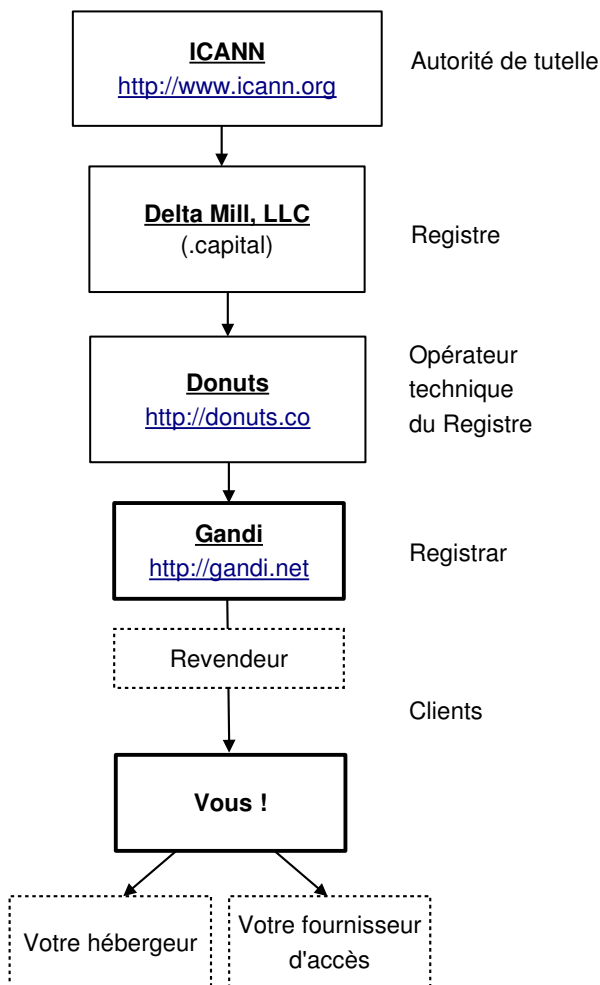 ICANN
http://www.icann.org
Autorité de tutelle
Delta Mill, LLC
(.capital)
Registre
Donuts
http://donuts.co
Opérateur
technique
du Registre
Gandi
http://gandi.net
Registrar
Revendeur
Clients
Vous !
Votre hébergeur
Votre fournisseur
d'accès